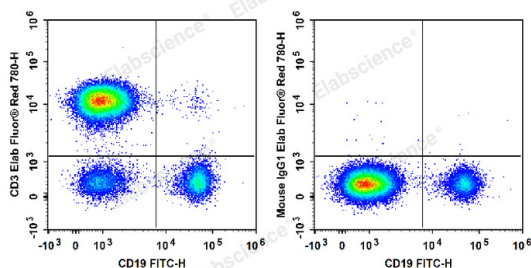 Elabscience®
CD3 Elab Fluor® Red 780-H
10^6
10^5
10^4
10^3
0
-10^3
-10^3 0 10^3 10^4 10^5 10^6
CD19 FITC-H
Mouse IgG1 Elab Fluor® Red 780-H
10^6
10^5
10^4
10^3
0
-10^3
-10^3 0 10^3 10^4 10^5 10^6
CD19 FITC-H